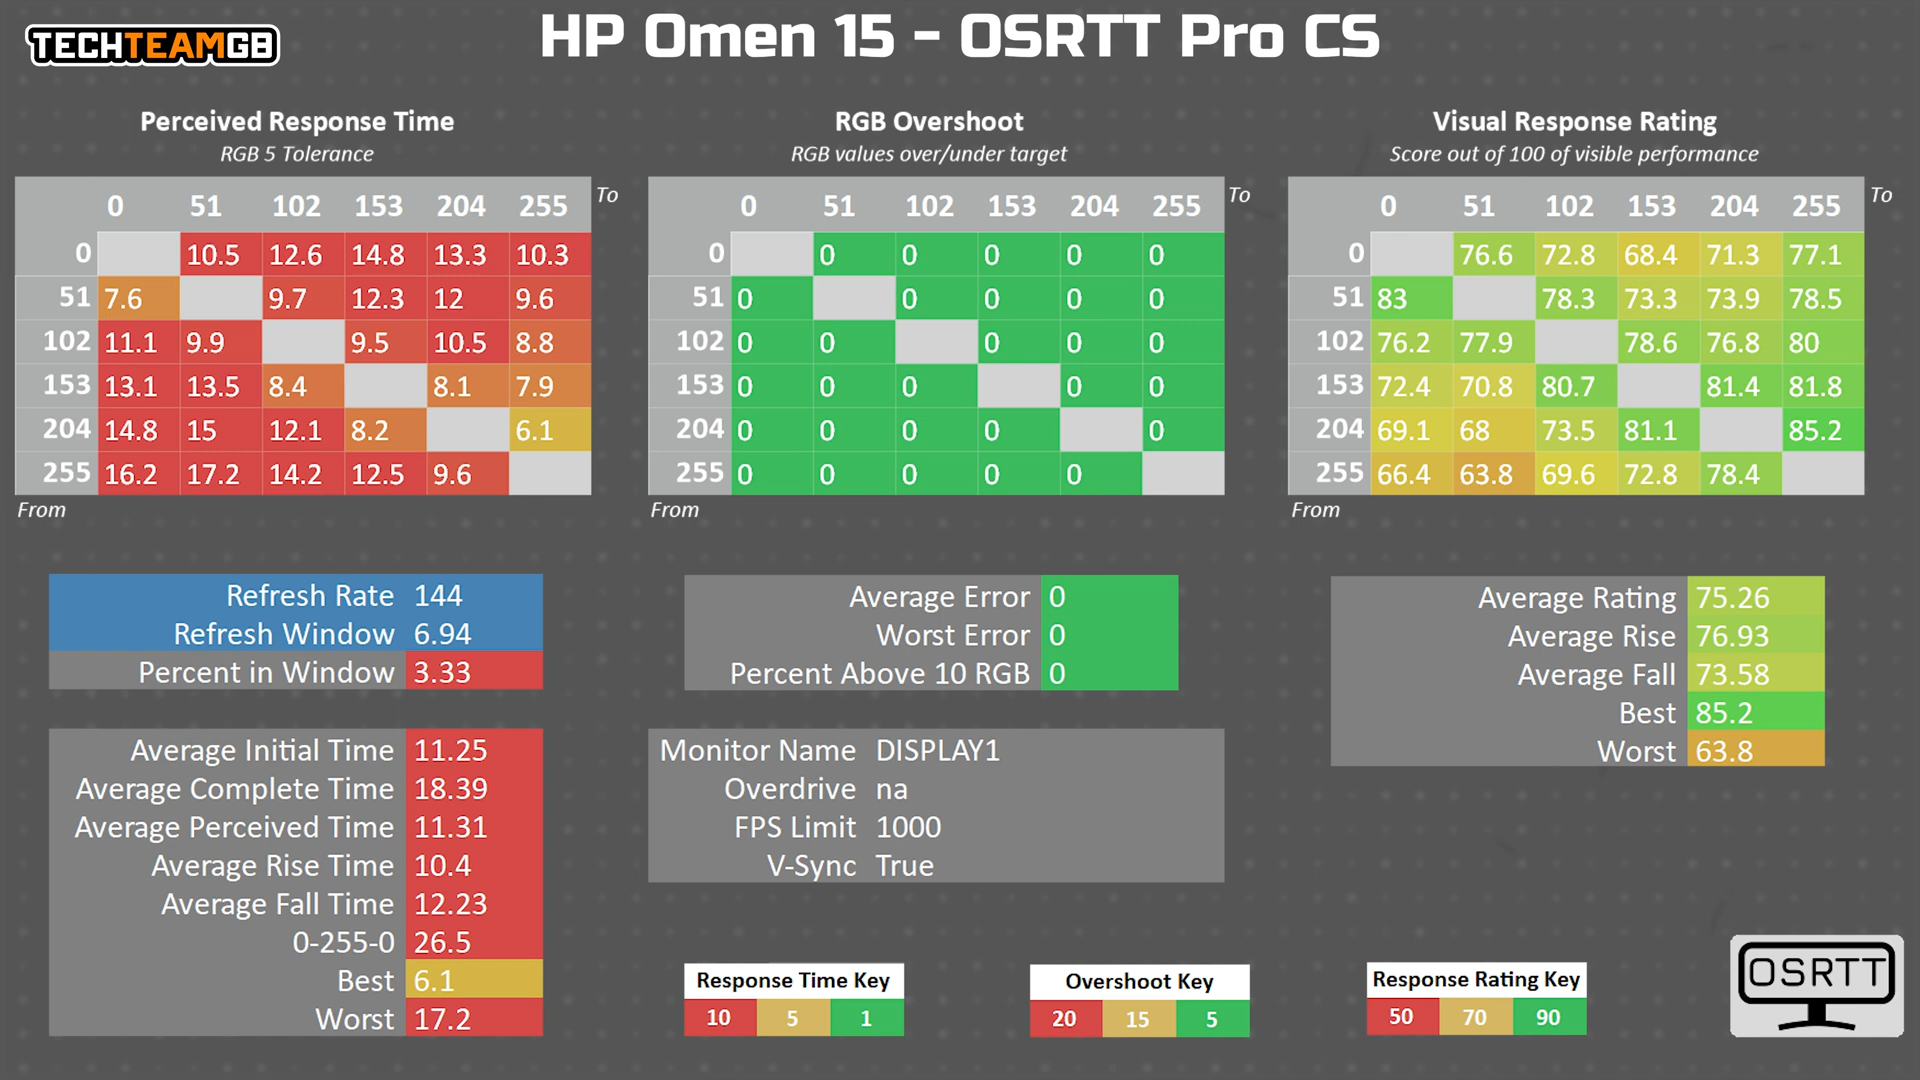 TECHTEAMGB
HP Omen 15 - OSRTT Pro CS
Perceived Response Time
RGB 5 Tolerance
0 51 102 153 204 255 To
0 10.5 12.6 14.8 13.3 10.3
51 7.6 9.7 12.3 12 9.6
102 11.1 9.9 9.5 10.5 8.8
153 13.1 13.5 8.4 8.1 7.9
204 14.8 15 12.1 8.2 6.1
255 16.2 17.2 14.2 12.5 9.6
From
RGB Overshoot
RGB values over/under target
0 51 102 153 204 255 To
0 0 0 0 0 0
51 0 0 0 0 0
102 0 0 0 0 0
153 0 0 0 0 0
204 0 0 0 0 0
255 0 0 0 0 0
From
Visual Response Rating
Score out of 100 of visible performance
0 51 102 153 204 255 To
0 76.6 72.8 68.4 71.3 77.1
51 83 78.3 73.3 73.9 78.5
102 76.2 77.9 78.6 76.8 80
153 72.4 70.8 80.7 81.4 81.8
204 69.1 68 73.5 81.1 85.2
255 66.4 63.8 69.6 72.8 78.4
From
Refresh Rate 144
Refresh Window 6.94
Percent in Window 3.33
Average Initial Time 11.25
Average Complete Time 18.39
Average Perceived Time 11.31
Average Rise Time 10.4
Average Fall Time 12.23
0-255-0 26.5
Best 6.1
Worst 17.2
Average Error 0
Worst Error 0
Percent Above 10 RGB 0
Monitor Name DISPLAY1
Overdrive na
FPS Limit 1000
V-Sync True
Average Rating 75.26
Average Rise 76.93
Average Fall 73.58
Best 85.2
Worst 63.8
Response Time Key
10 5 1
Overshoot Key
20 15 5
Response Rating Key
50 70 90
OSRTT